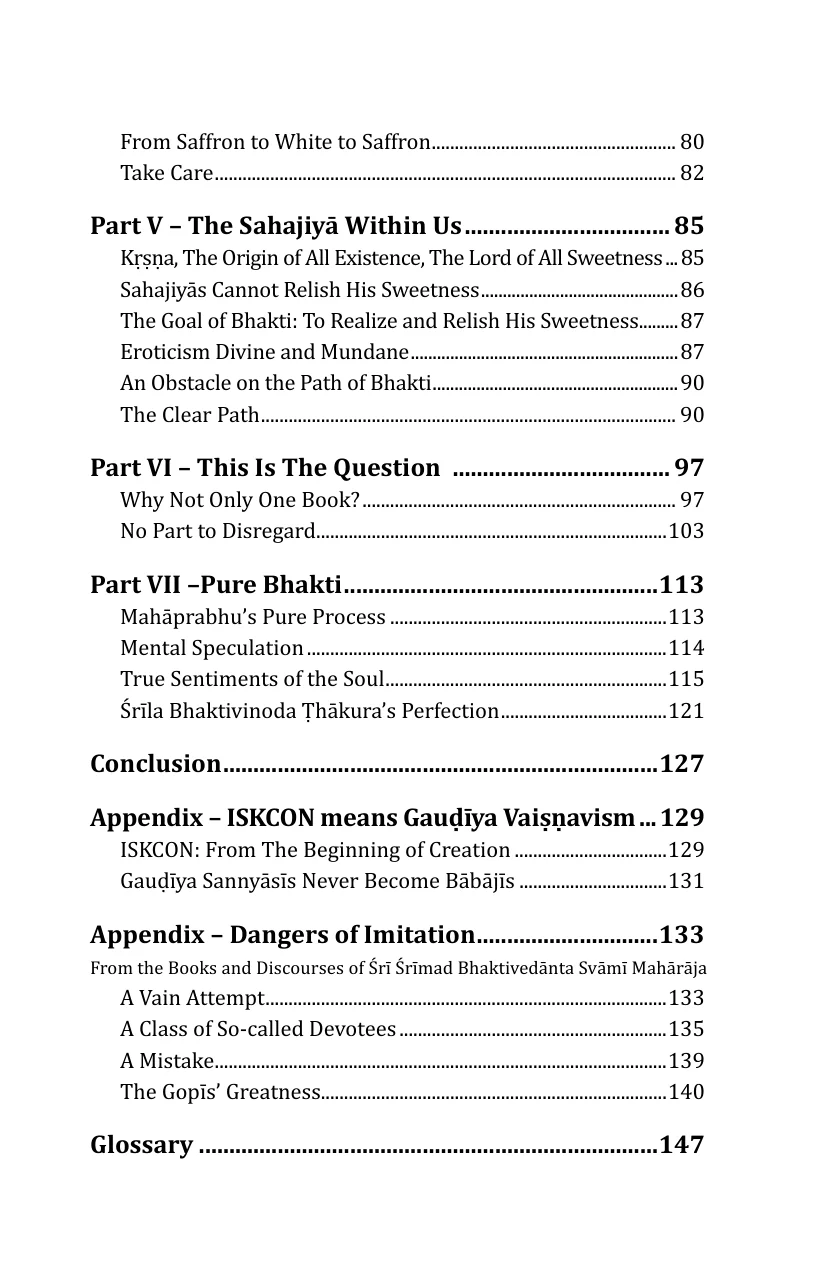 From Saffron to White to Saffron.................................................... 80
Take Care................................................................................................... 82
Part V – The Sahajiyā Within Us.................................. 85
Kṛṣṇa, The Origin of All Existence, The Lord of All Sweetness... 85
Sahajiyās Cannot Relish His Sweetness........................................... 86
The Goal of Bhakti: To Realize and Relish His Sweetness......... 87
Eroticism Divine and Mundane.......................................................... 87
An Obstacle on the Path of Bhakti..................................................... 90
The Clear Path......................................................................................... 90
Part VI – This Is The Question .................................... 97
Why Not Only One Book?.................................................................... 97
No Part to Disregard............................................................................103
Part VII –Pure Bhakti....................................................113
Mahāprabhu’s Pure Process ............................................................113
Mental Speculation ..............................................................................114
True Sentiments of the Soul.............................................................115
Śrīla Bhaktivinoda Ṭhākura’s Perfection....................................121
Conclusion........................................................................127
Appendix – ISKCON means Gauḍīya Vaiṣṇavism... 129
ISKCON: From The Beginning of Creation .................................129
Gauḍīya Sannyāsīs Never Become Bābājīs ................................131
Appendix – Dangers of Imitation..............................133
From the Books and Discourses of Śrī Śrīmad Bhaktivedānta Svāmī Mahārāja
A Vain Attempt.......................................................................................133
A Class of So-called Devotees ..........................................................135
A Mistake..................................................................................................139
The Gopīs’ Greatness...........................................................................140
Glossary ............................................................................147